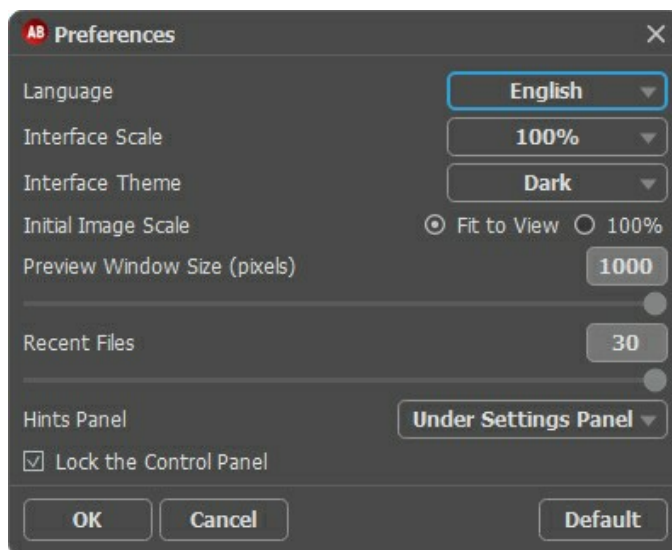 AB Preferences
Language English
Interface Scale 100%
Interface Theme Dark
Initial Image Scale Fit to View 100%
Preview Window Size (pixels) 1000
Recent Files 30
Hints Panel Under Settings Panel
Lock the Control Panel
OK Cancel Default